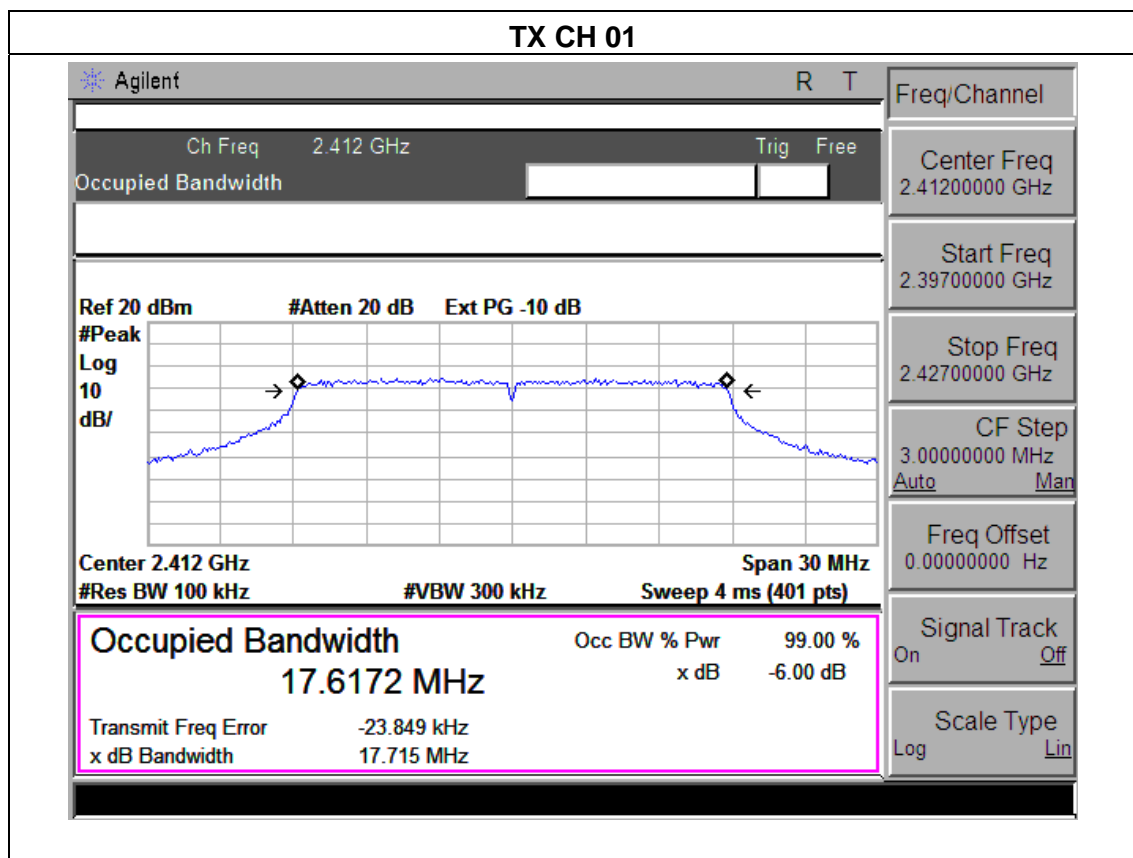 TX CH 01
Agilent R T
Ch Freq 2.412 GHz Trig Free
Occupied Bandwidth
Ref 20 dBm #Atten 20 dB Ext PG -10 dB
#Peak
Log
10
dB/
Center 2.412 GHz Span 30 MHz
#Res BW 100 kHz #VBW 300 kHz Sweep 4 ms (401 pts)
Occupied Bandwidth Occ BW % Pwr 99.00 %
17.6172 MHz x dB -6.00 dB
Transmit Freq Error -23.849 kHz
x dB Bandwidth 17.715 MHz
Freq/Channel
Center Freq
2.41200000 GHz
Start Freq
2.39700000 GHz
Stop Freq
2.42700000 GHz
CF Step
3.00000000 MHz
Auto Man
Freq Offset
0.00000000 Hz
Signal Track
On Off
Scale Type
Log Lin